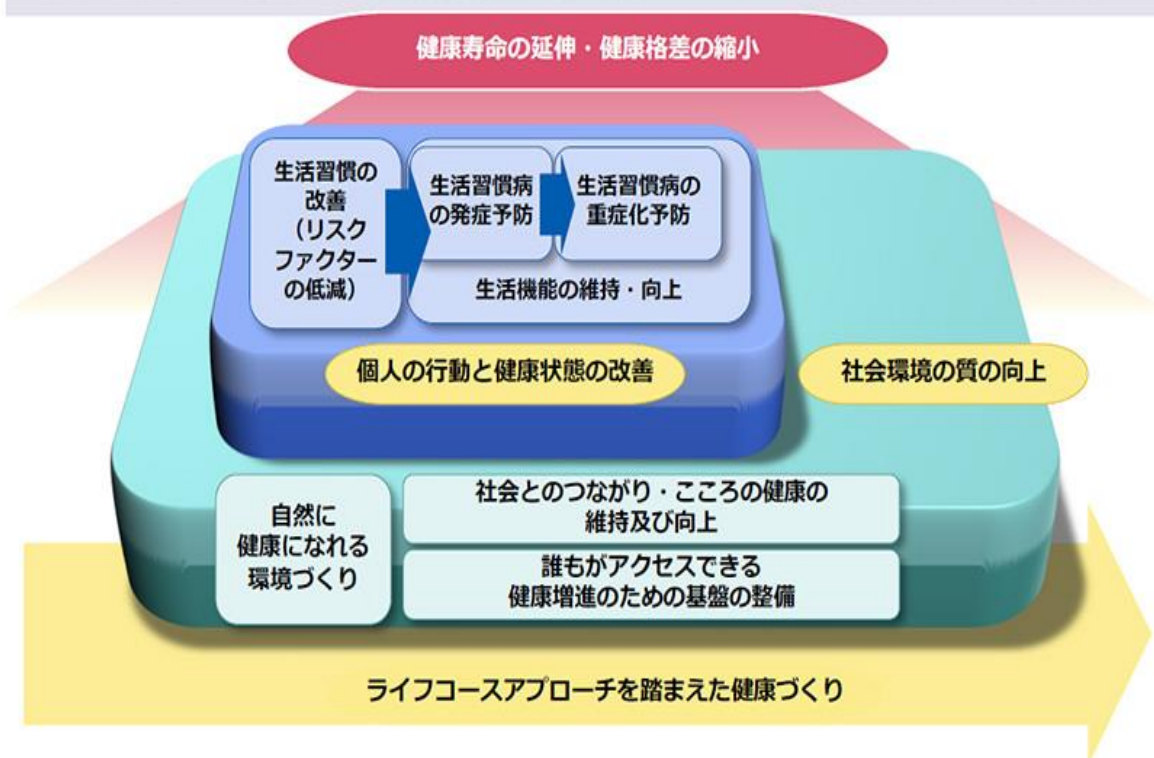 健康寿命の延伸・健康格差の縮小
生活習慣の
改善
（リスク
ファクター
の低減）
生活習慣病
の発症予防
生活習慣病の
重症化予防
生活機能の維持・向上
個人の行動と健康状態の改善
社会環境の質の向上
自然に
健康になれる
環境づくり
社会とのつながり・こころの健康の
維持及び向上
誰もがアクセスできる
健康増進のための基盤の整備
ライフコースアプローチを踏まえた健康づくり